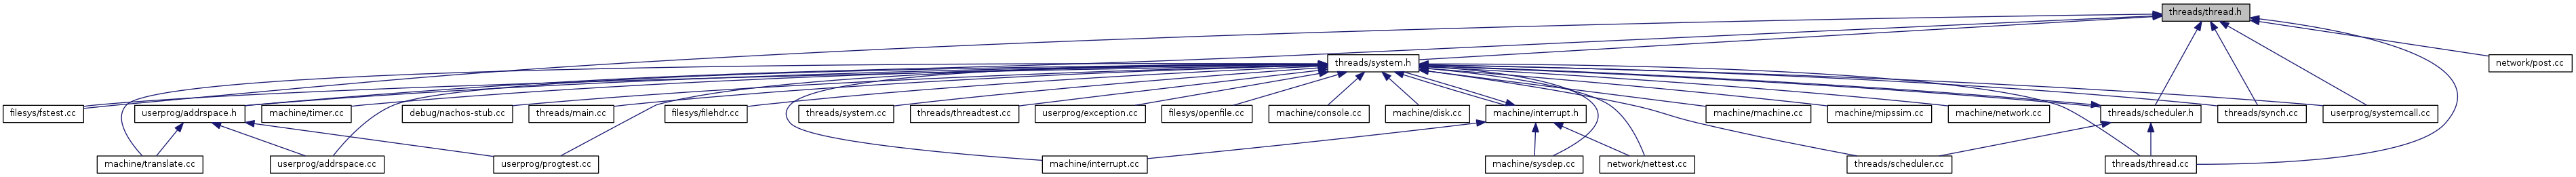 threads/thread.h
threads/system.h
network/post.cc
filesys/fstest.cc
userprog/addrspace.h
machine/timer.cc
debug/nachos-stub.cc
threads/main.cc
filesys/filehdr.cc
threads/system.cc
threads/threadtest.cc
userprog/exception.cc
filesys/openfile.cc
machine/console.cc
machine/disk.cc
machine/interrupt.h
machine/machine.cc
machine/mipssim.cc
machine/network.cc
threads/scheduler.h
threads/synch.cc
userprog/systemcall.cc
machine/translate.cc
userprog/addrspace.cc
userprog/progtest.cc
machine/interrupt.cc
machine/sysdep.cc
network/nettest.cc
threads/scheduler.cc
threads/thread.cc